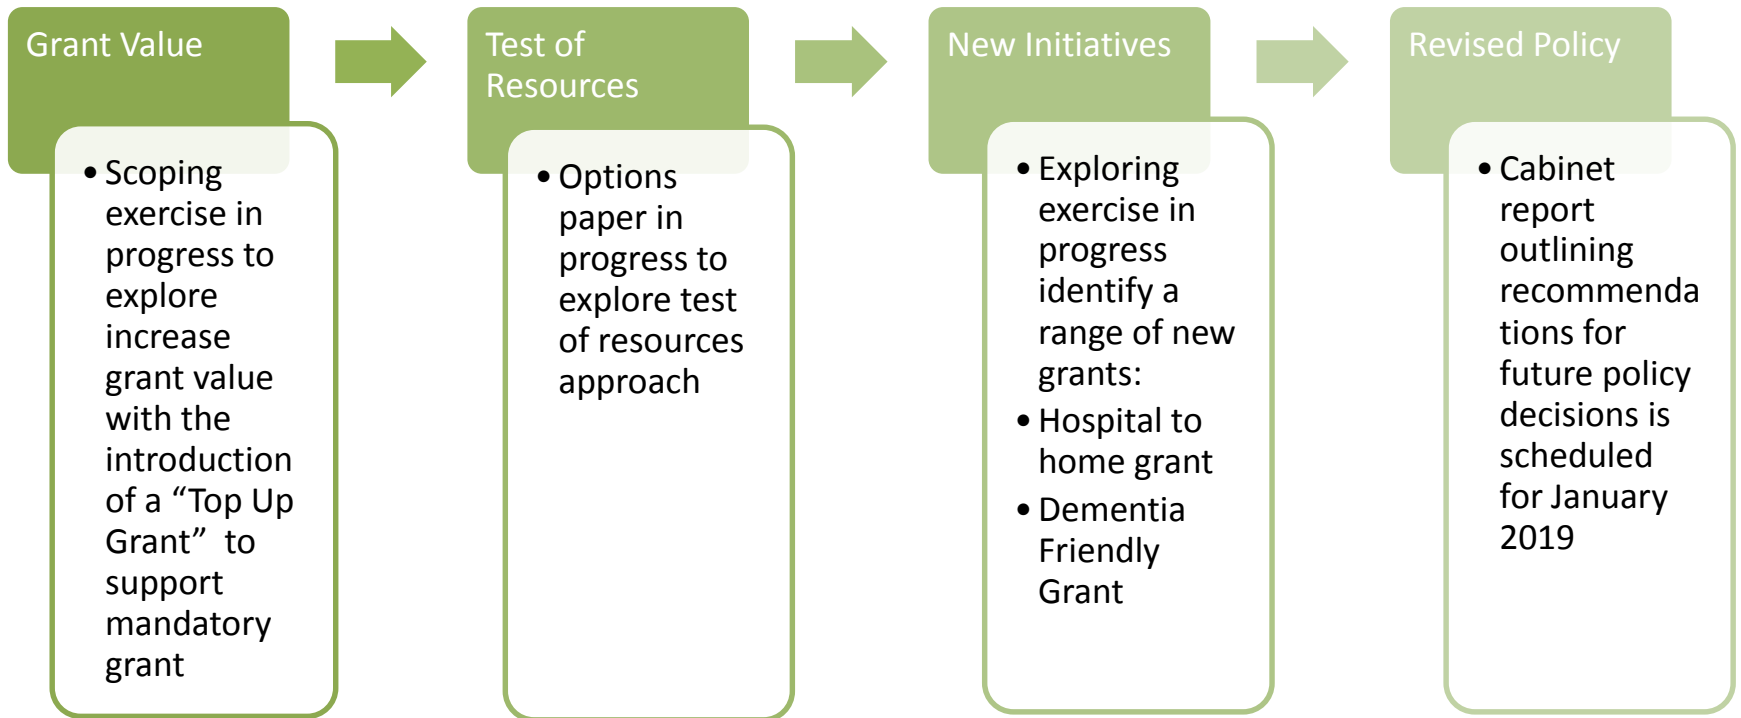 Grant Value
• Scoping
exercise in
progress to
explore
increase
grant value
with the
introduction
of a “Top Up
Grant”  to
support
mandatory
grant
Test of
Resources
• Options
paper in
progress to
explore test
of resources
approach
New Initiatives
• Exploring
exercise in
progress
identify a
range of new
grants:
• Hospital to
home grant
• Dementia
Friendly
Grant
Revised Policy
• Cabinet
report
outlining
recommenda
tions for
future policy
decisions is
scheduled
for January
2019